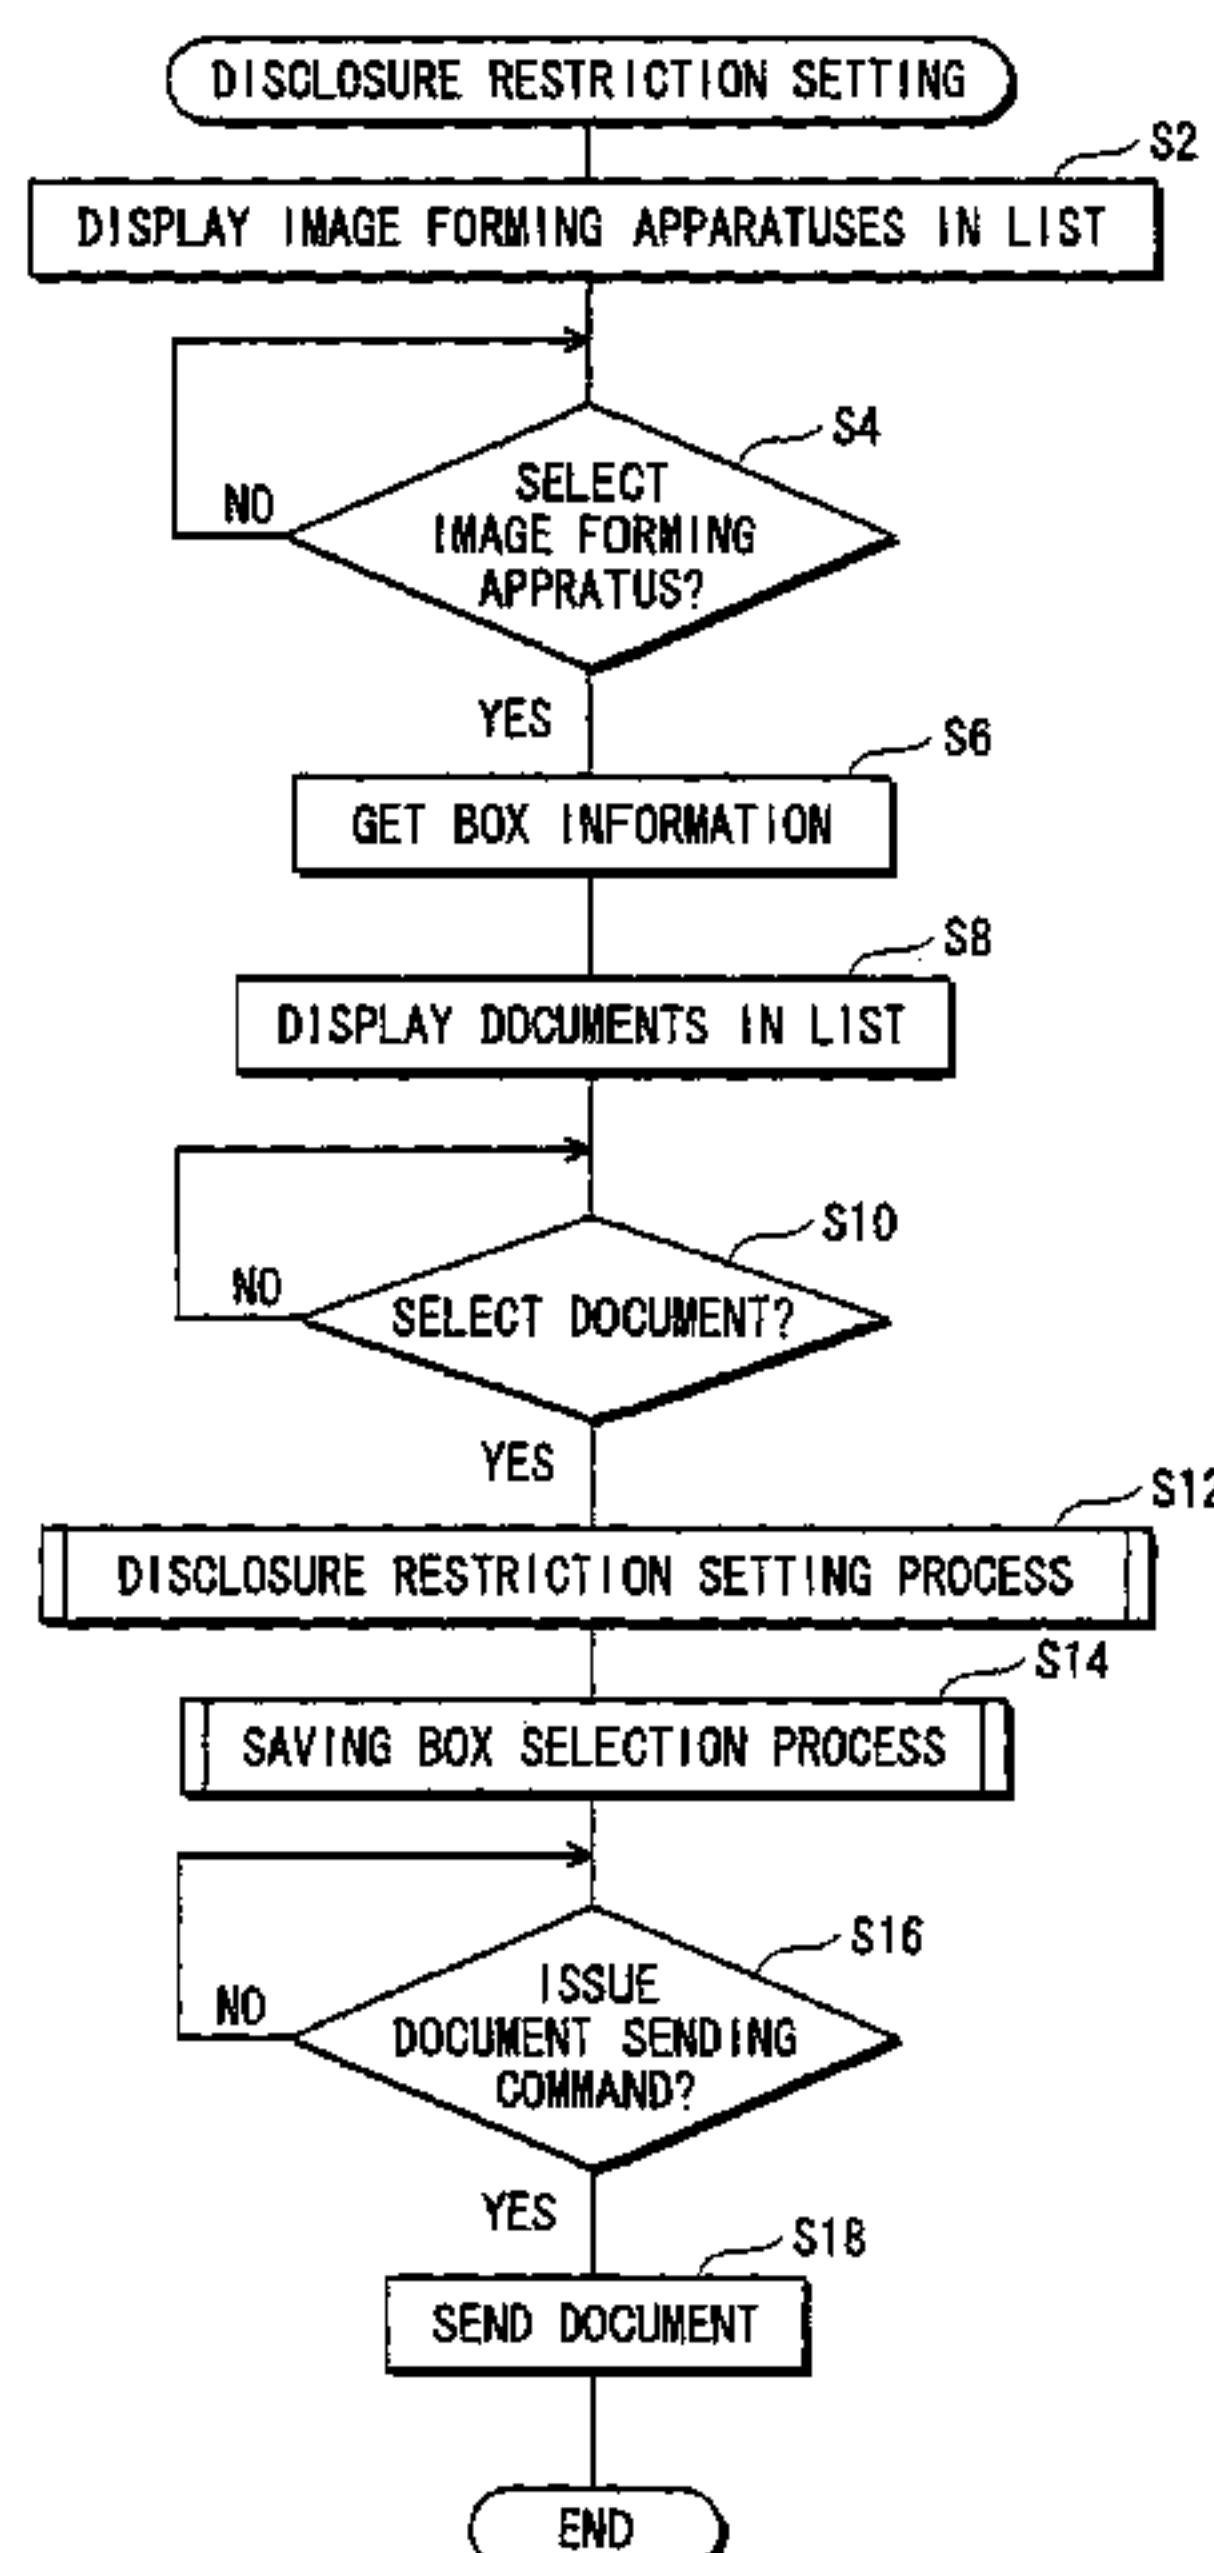 DISCLOSURE RESTRICTION SETTING
S2
DISPLAY IMAGE FORMING APPARATUSES IN LIST
S4
SELECT
IMAGE FORMING
APPRATUS?
NO
YES
S6
GET BOX INFORMATION
S8
DISPLAY DOCUMENTS IN LIST
S10
SELECT DOCUMENT?
NO
YES
S12
DISCLOSURE RESTRICTION SETTING PROCESS
S14
SAVING BOX SELECTION PROCESS
S16
ISSUE
DOCUMENT SENDING
COMMAND?
NO
YES
S18
SEND DOCUMENT
END